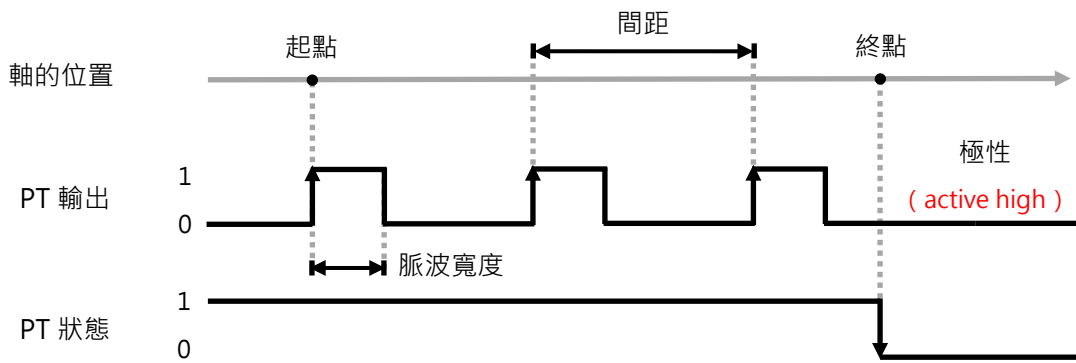 間距
起點
終點
軸的位置
極性
1
PT 輸出
( active high )
0
脈波寬度
1
PT 狀態
0